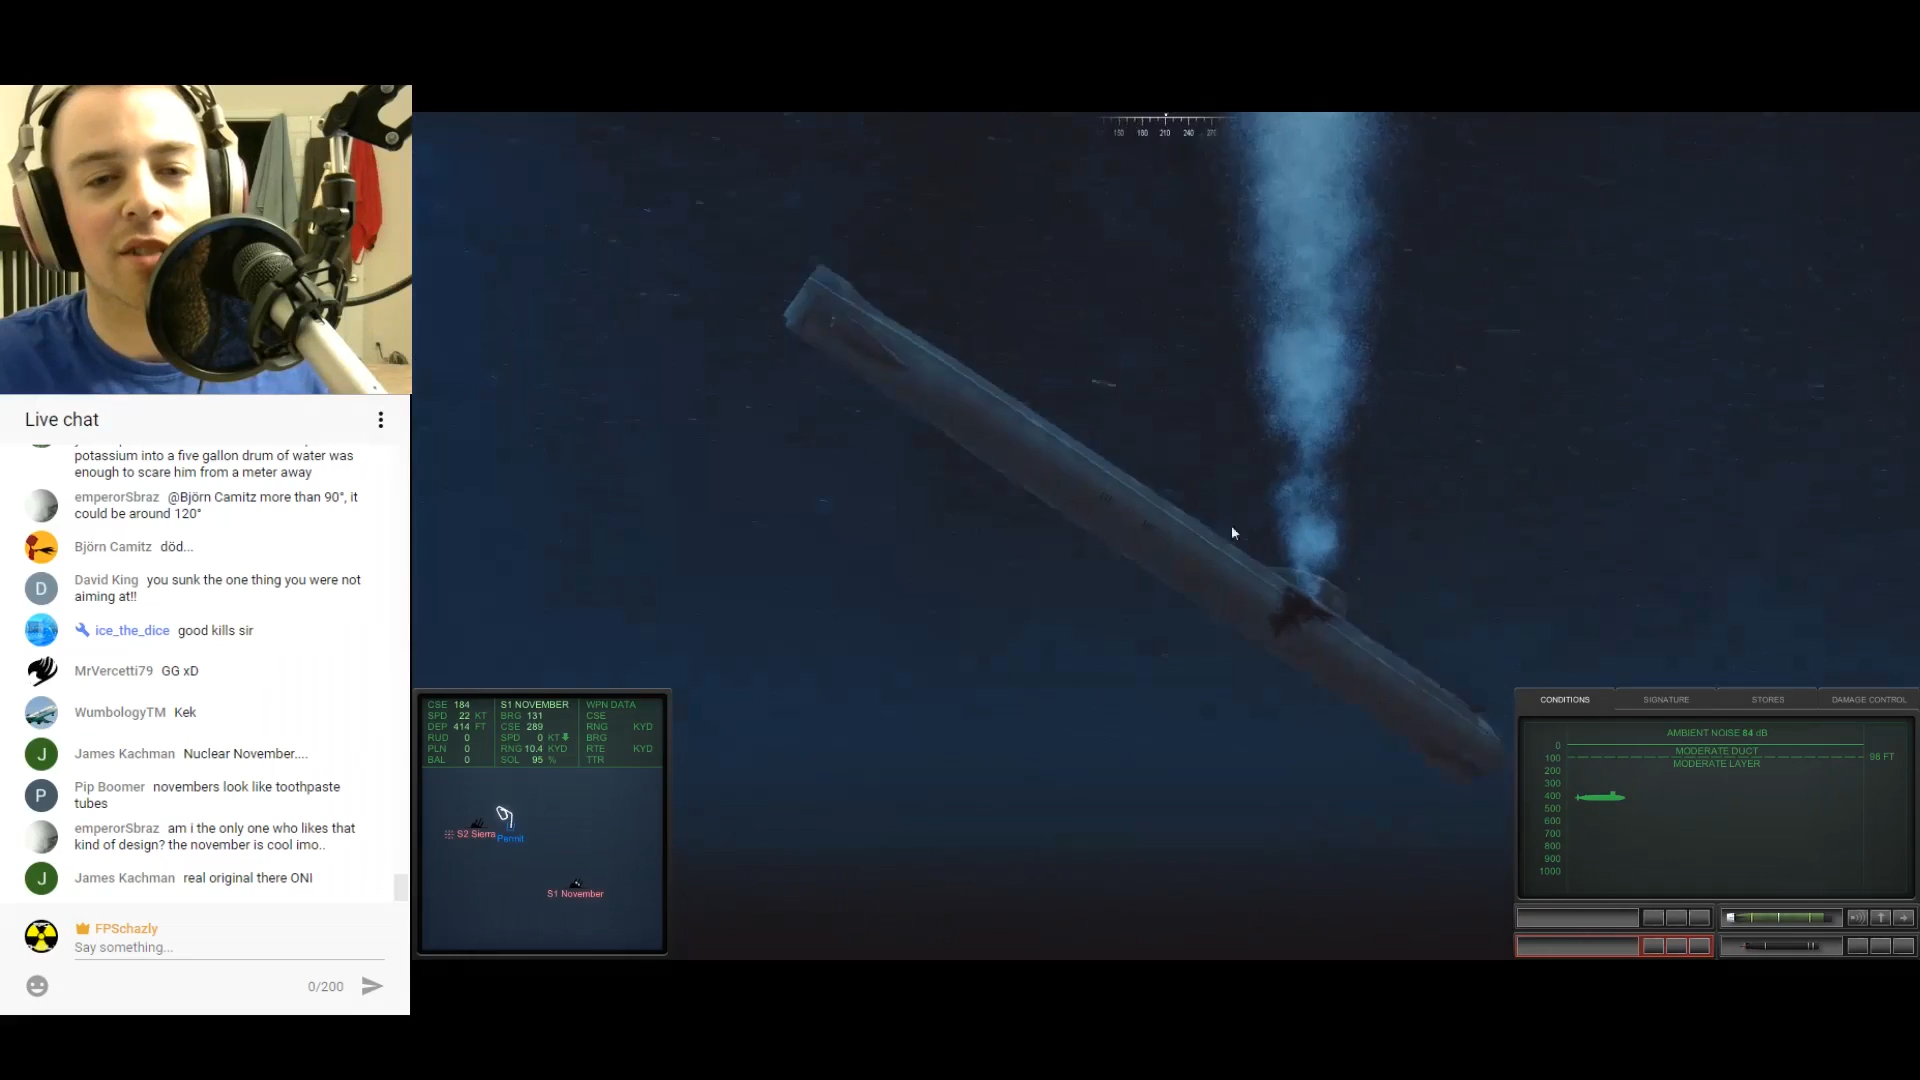 150 180 210 240 270
Live chat
potassium into a five gallon drum of water was
enough to scare him from a meter away
emperorSbraz @Björn Camitz more than 90°, it
could be around 120°
Björn Camitz död...
David King you sunk the one thing you were not
aiming at!!
ice_the_dice good kills sir
MrVercetti79 GG xD
WumbologyTM Kek
James Kachman Nuclear November....
Pip Boomer novembers look like toothpaste
tubes
emperorSbraz am i the only one who likes that
kind of design? the november is cool imo..
James Kachman real original there ONI
FPSchazly
Say something...
0/200
CSE 184 S1 NOVEMBER WPN DATA
SPD 22 KT BRG 131 CSE
DEP 414 FT CSE 289 RNG KYD
RUD 0 SPD 0 KT BRG
PLN 0 RNG 10.4 KYD RTE KYD
BAL 0 SOL 95 % TTR
S2 Sierra
Permit
S1 November
CONDITIONS SIGNATURE STORES DAMAGE CONTROL
AMBIENT NOISE 84 dB
0
MODERATE DUCT
100 98 FT
MODERATE LAYER
200
300
400
500
600
700
800
900
1000
D
J
P
J